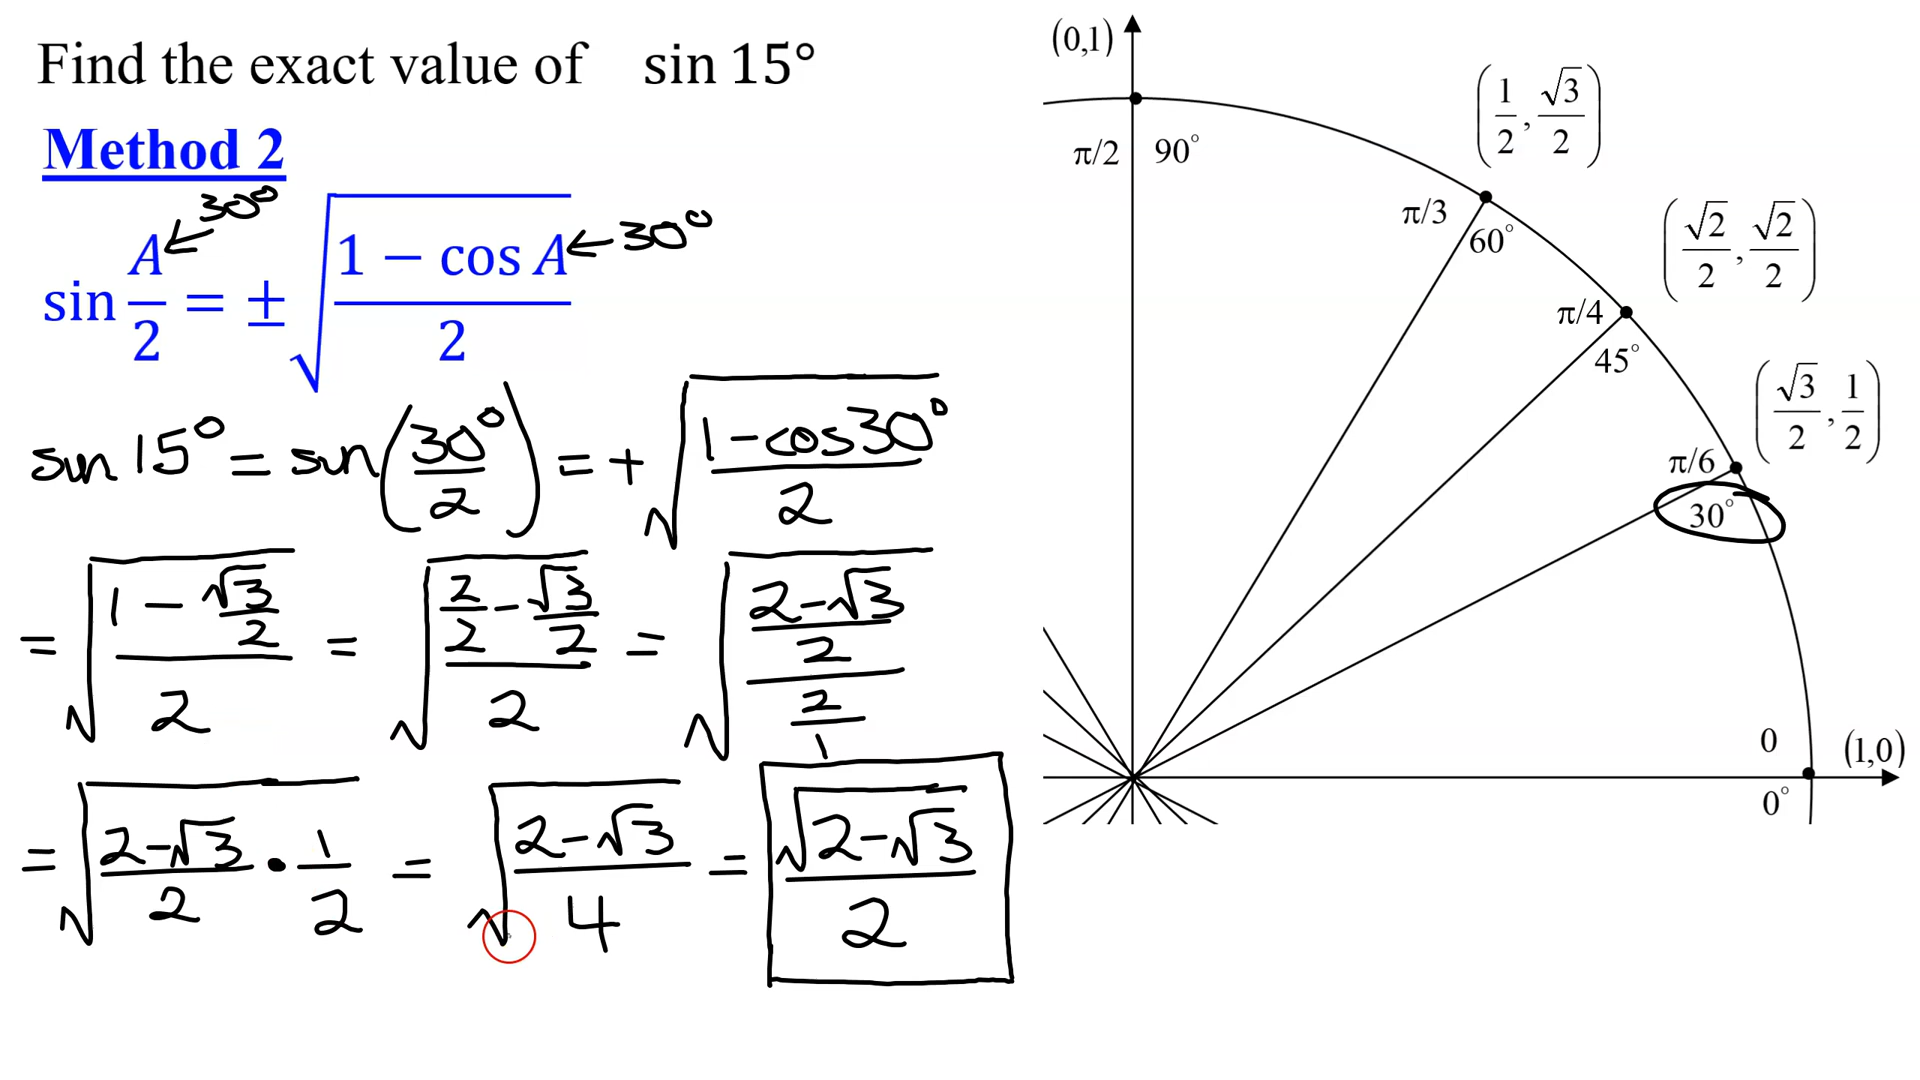 Find the exact value of sin 15°
Method 2
30°
sin A/2 = ± √((1 − cos A)/2)
30°
sin 15° = sin(30°/2) = + √((1 − cos 30°)/2)
= √((1 − √3/2)/2) = √((2/2 − √3/2)/2) = √(((2 − √3)/2)/(2/1))
= √((2 − √3)/2 • 1/2) = √((2 − √3)/4) = √(2 − √3)/2
(0,1)
π/2 90°
(1/2, √3/2)
π/3
60°
(√2/2, √2/2)
π/4
45°
(√3/2, 1/2)
π/6
30°
0 (1,0)
0°